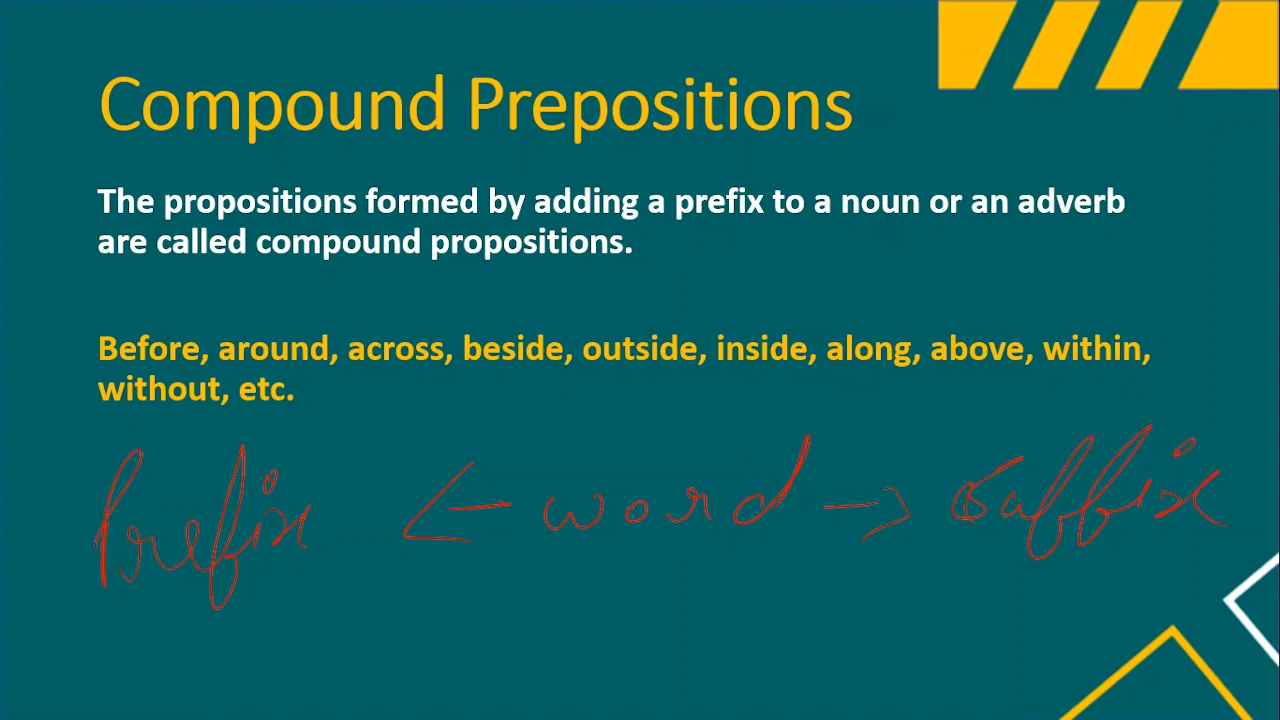 Compound Prepositions
The propositions formed by adding a prefix to a noun or an adverb
are called compound propositions.
Before, around, across, beside, outside, inside, along, above, within,
without, etc.
Prefix ← word → Suffix